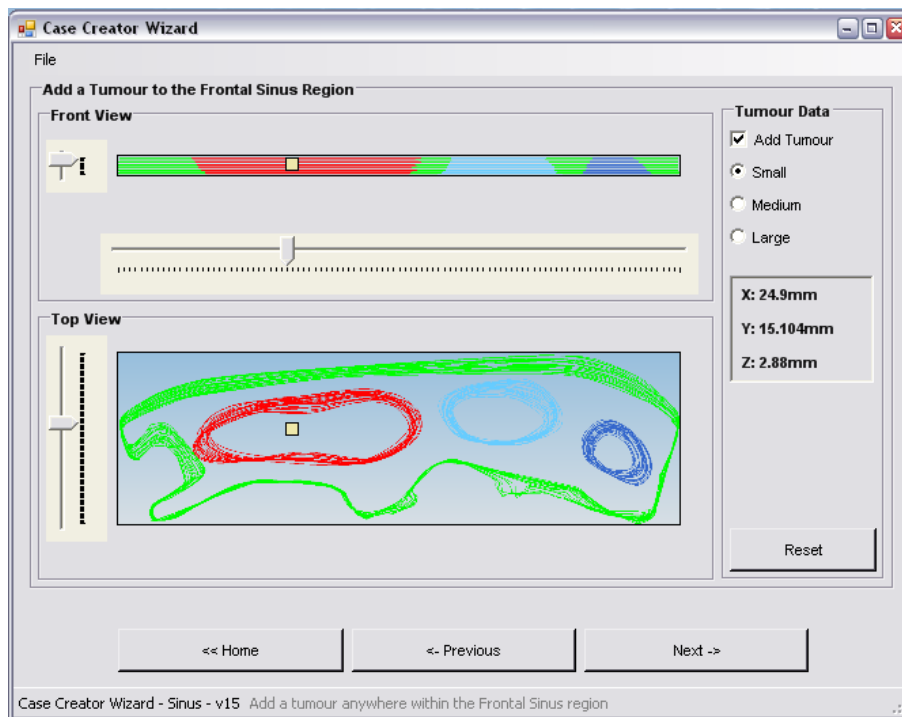 Case Creator Wizard
File
Add a Tumour to the Frontal Sinus Region
Front View
Tumour Data
Add Tumour
Small
Medium
Large
X: 24.9mm
Y: 15.104mm
Z: 2.88mm
Top View
Reset
<< Home
<- Previous
Next ->
Case Creator Wizard - Sinus - v15 Add a tumour anywhere within the Frontal Sinus region